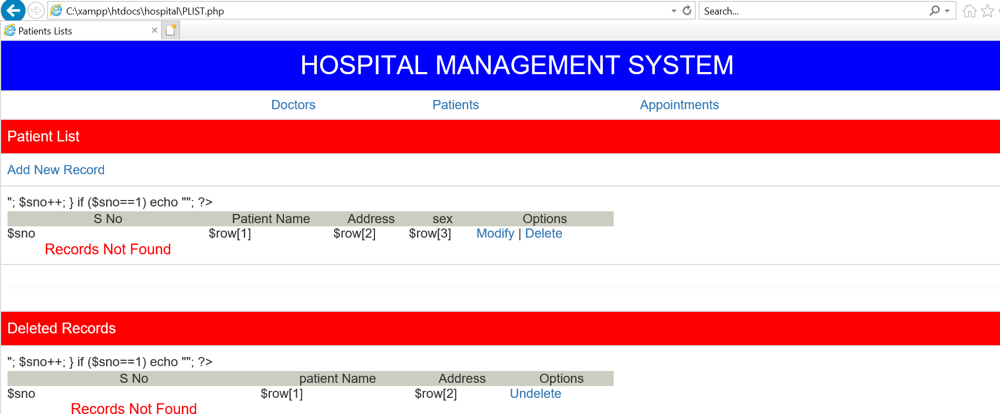 C:\xampp\htdocs\hospital\PLIST.php
Search...
Patients Lists
HOSPITAL MANAGEMENT SYSTEM
Doctors Patients Appointments
Patient List
Add New Record
"; $sno++; } if ($sno==1) echo ""; ?>
S No Patient Name Address sex Options
$sno $row[1] $row[2] $row[3] Modify | Delete
Records Not Found
Deleted Records
"; $sno++; } if ($sno==1) echo ""; ?>
S No patient Name Address Options
$sno $row[1] $row[2] Undelete
Records Not Found